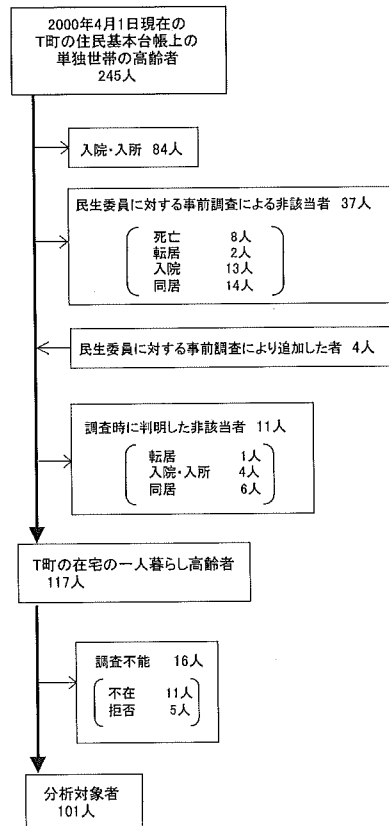 2000年4月1日現在の
T町の住民基本台帳上の
単独世帯の高齢者
245人
入院・入所 84人
民生委員に対する事前調査による非該当者 37人
死亡 8人
転居 2人
入院 13人
同居 14人
民生委員に対する事前調査により追加した者 4人
調査時に判明した非該当者 11人
転居 1人
入院・入所 4人
同居 6人
T町の在宅の一人暮らし高齢者
117人
調査不能 16人
不在 11人
拒否 5人
分析対象者
101人